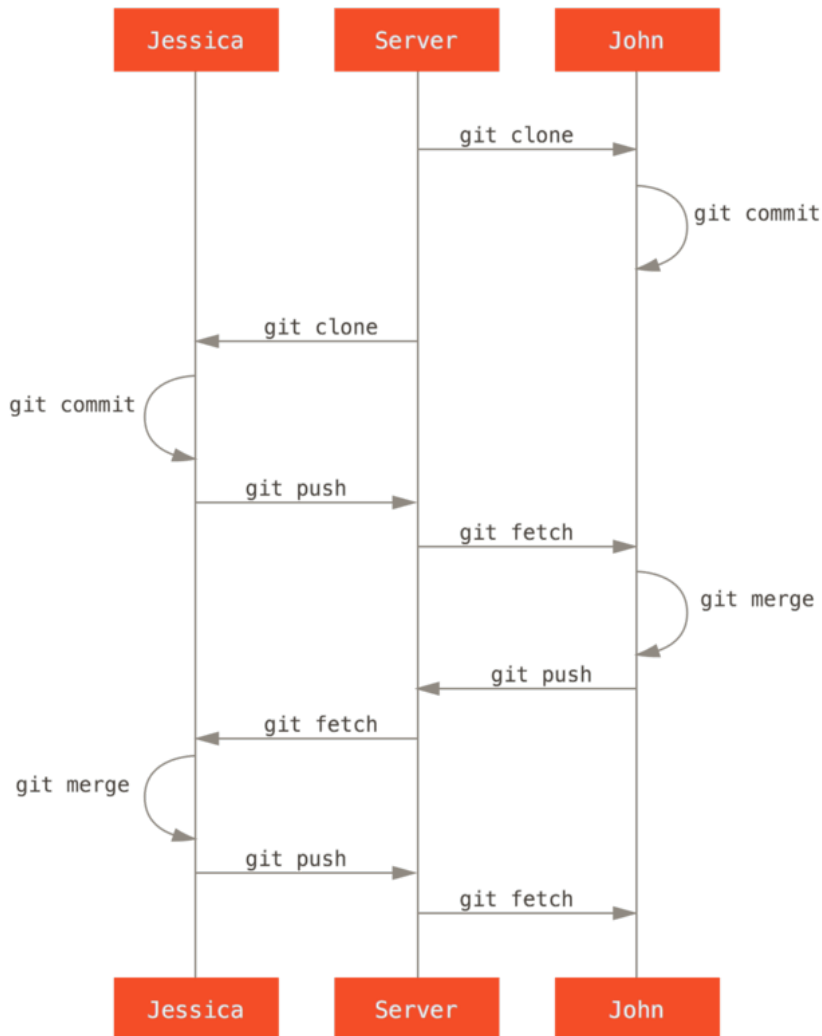 Jessica Server John
git clone
git commit
git clone
git commit
git push
git fetch
git merge
git push
git fetch
git merge
git push
git fetch
Jessica Server John